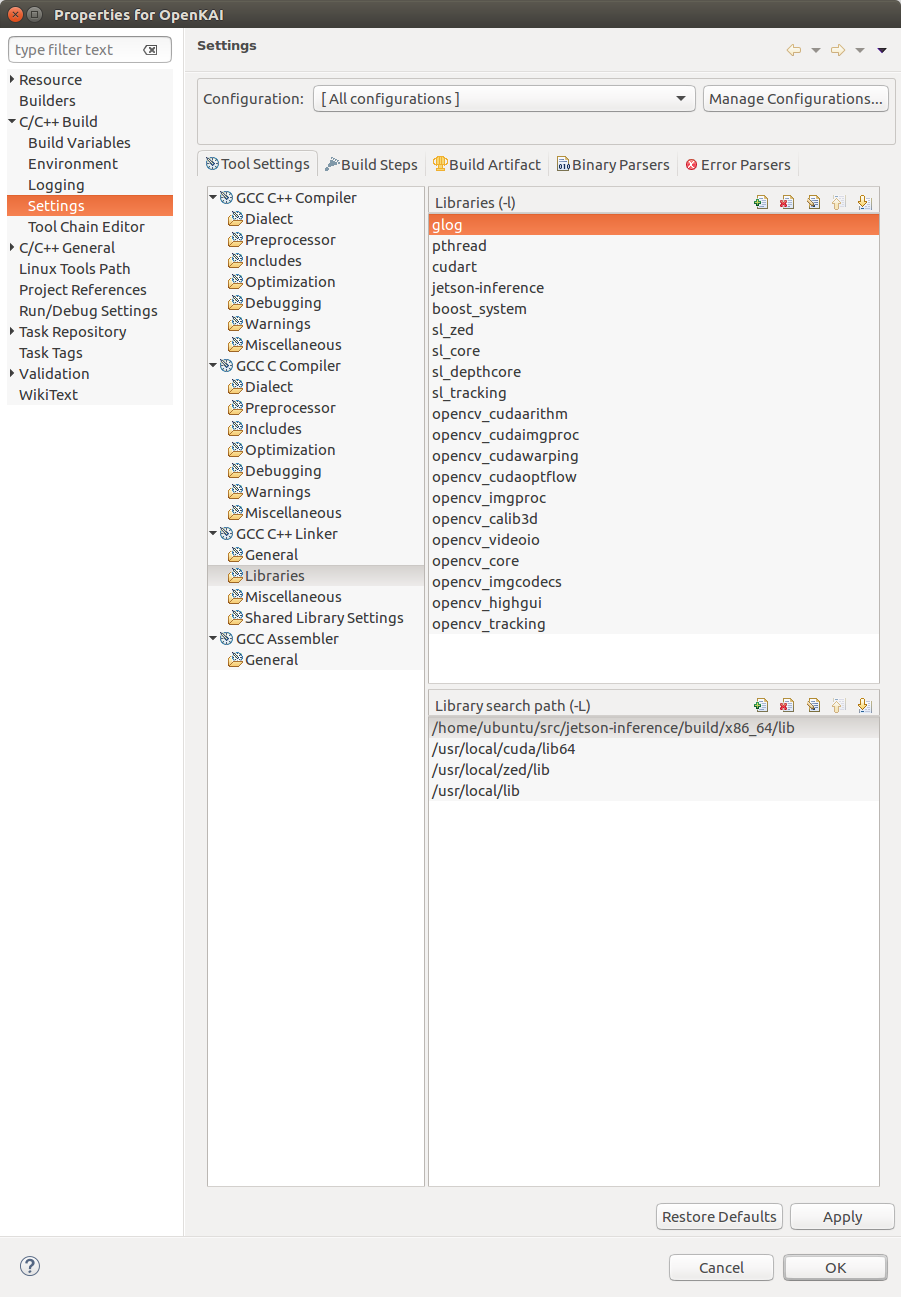 Properties for OpenKAI
type filter text
Resource
Builders
C/C++ Build
Build Variables
Environment
Logging
Settings
Tool Chain Editor
C/C++ General
Linux Tools Path
Project References
Run/Debug Settings
Task Repository
Task Tags
Validation
WikiText
Settings
Configuration: [ All configurations ] Manage Configurations...
Tool Settings Build Steps Build Artifact Binary Parsers Error Parsers
GCC C++ Compiler
Dialect
Preprocessor
Includes
Optimization
Debugging
Warnings
Miscellaneous
GCC C Compiler
Dialect
Preprocessor
Includes
Optimization
Debugging
Warnings
Miscellaneous
GCC C++ Linker
General
Libraries
Miscellaneous
Shared Library Settings
GCC Assembler
General
Libraries (-l)
glog
pthread
cudart
jetson-inference
boost_system
sl_zed
sl_core
sl_depthcore
sl_tracking
opencv_cudaarithm
opencv_cudaimgproc
opencv_cudawarping
opencv_cudaoptflow
opencv_imgproc
opencv_calib3d
opencv_videoio
opencv_core
opencv_imgcodecs
opencv_highgui
opencv_tracking
Library search path (-L)
/home/ubuntu/src/jetson-inference/build/x86_64/lib
/usr/local/cuda/lib64
/usr/local/zed/lib
/usr/local/lib
Restore Defaults Apply
Cancel OK